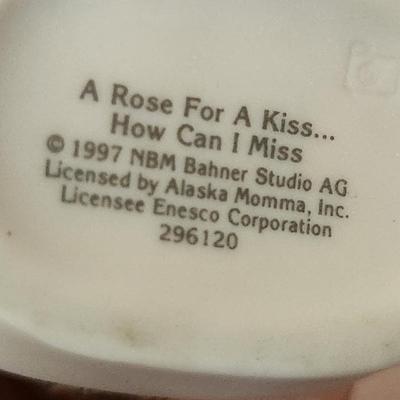 A Rose For A Kiss...
How Can I Miss
© 1997 NBM Bahner Studio AG
Licensed by Alaska Momma, Inc.
Licensee Enesco Corporation
296120